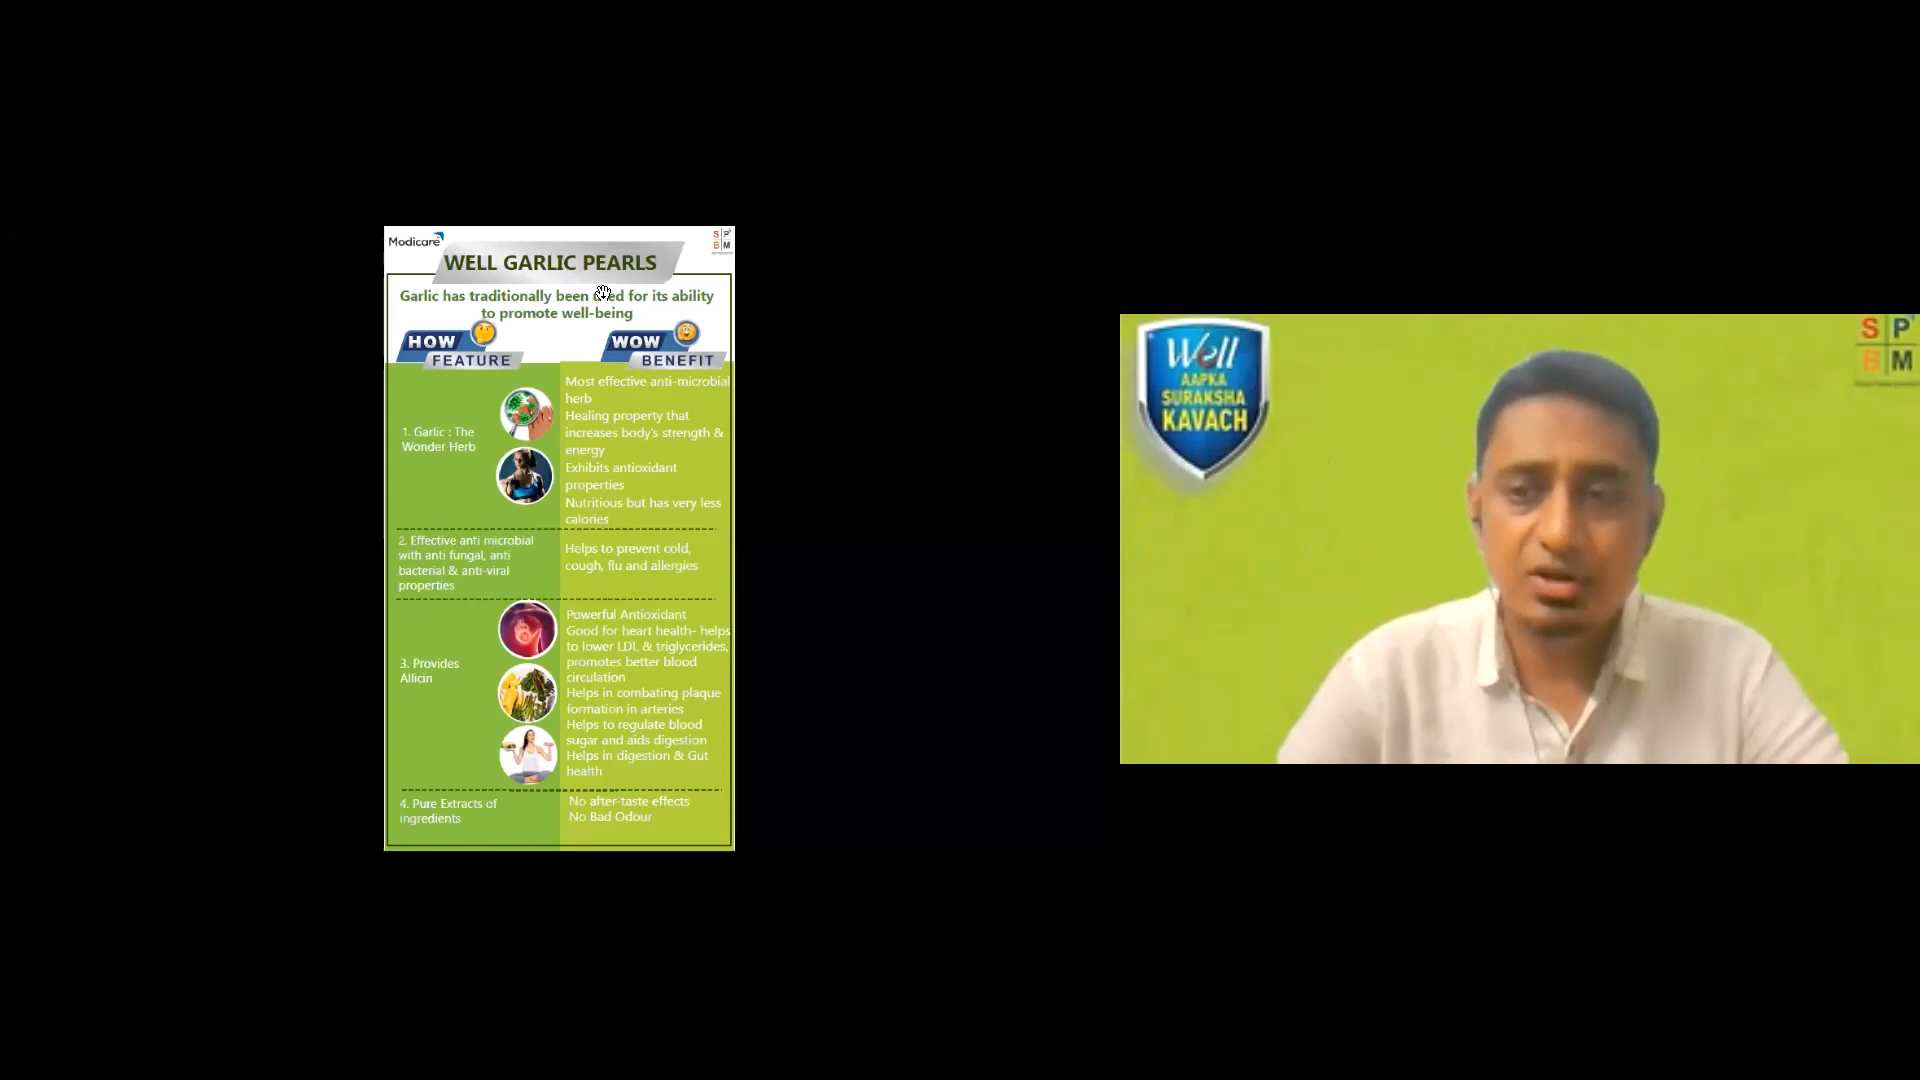 Modicare
S P
B M
WELL GARLIC PEARLS
Garlic has traditionally been used for its ability
to promote well-being
HOW
FEATURE
WOW
BENEFIT
1. Garlic : The
Wonder Herb
Most effective anti-microbial
herb
Healing property that
increases body's strength &
energy
Exhibits antioxidant
properties
Nutritious but has very less
calories
2. Effective anti microbial
with anti fungal, anti
bacterial & anti-viral
properties
Helps to prevent cold,
cough, flu and allergies
3. Provides
Allicin
Powerful Antioxidant
Good for heart health- helps
to lower LDL & triglycerides,
promotes better blood
circulation
Helps in combating plaque
formation in arteries
Helps to regulate blood
sugar and aids digestion
Helps in digestion & Gut
health
4. Pure Extracts of
ingredients
No after-taste effects
No Bad Odour
Well
AAPKA
SURAKSHA
KAVACH
S P
B M